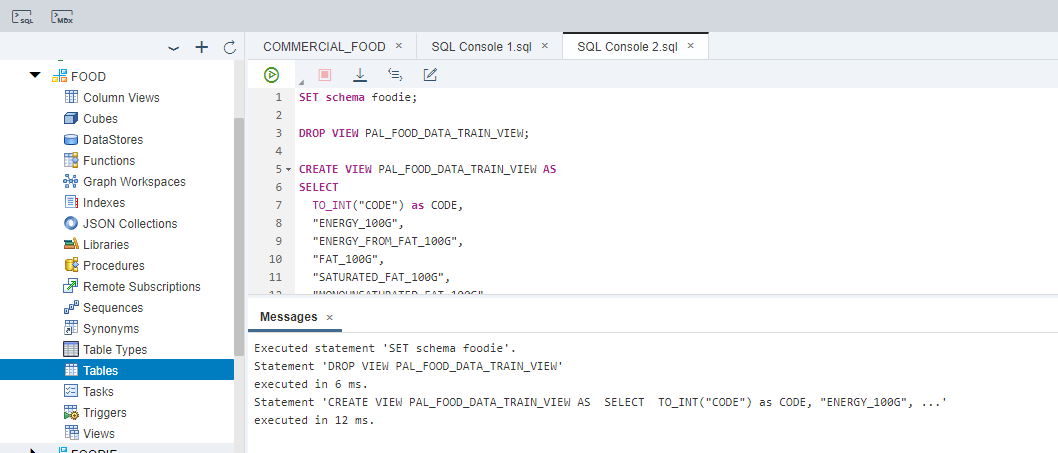 SQL
MDX
COMMERCIAL_FOOD ×
SQL Console 1.sql ×
SQL Console 2.sql ×
FOOD
Column Views
Cubes
DataStores
Functions
Graph Workspaces
Indexes
JSON Collections
Libraries
Procedures
Remote Subscriptions
Sequences
Synonyms
Table Types
Tables
Tasks
Triggers
Views
FOODIE
1 SET schema foodie;
2
3 DROP VIEW PAL_FOOD_DATA_TRAIN_VIEW;
4
5 CREATE VIEW PAL_FOOD_DATA_TRAIN_VIEW AS
6 SELECT
7 TO_INT("CODE") as CODE,
8 "ENERGY_100G",
9 "ENERGY_FROM_FAT_100G",
10 "FAT_100G",
11 "SATURATED_FAT_100G",
12 "MONOUNSATURATED_FAT_100G"
Messages ×
Executed statement 'SET schema foodie'.
Statement 'DROP VIEW PAL_FOOD_DATA_TRAIN_VIEW'
executed in 6 ms.
Statement 'CREATE VIEW PAL_FOOD_DATA_TRAIN_VIEW AS SELECT TO_INT("CODE") as CODE, "ENERGY_100G", ...'
executed in 12 ms.